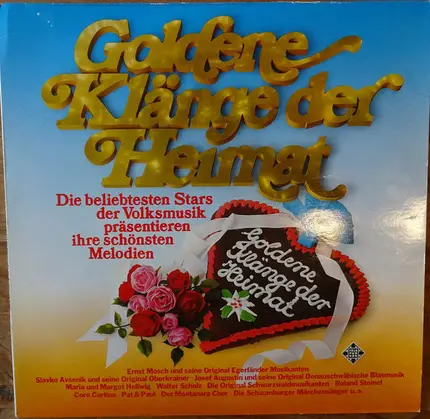 Goldene
Klänge der
Heimat
Die beliebtesten Stars
der Volksmusik
präsentieren
ihre schönsten
Melodien
Goldene
Klänge der
Heimat
Ernst Mosch und seine Original Egerländer Musikanten
Slavko Avsenik und seine Original Oberkrainer · Josef Augustin und seine Original Donauschwäbische Blasmusik
Maria und Margot Hellwig · Walter Scholz · Die Original Schwarzwaldmusikanten · Roland Steinel
Cora Corina · Pat & Paul · Der Montanara Chor · Die Schaumburger Märchensänger u.a.